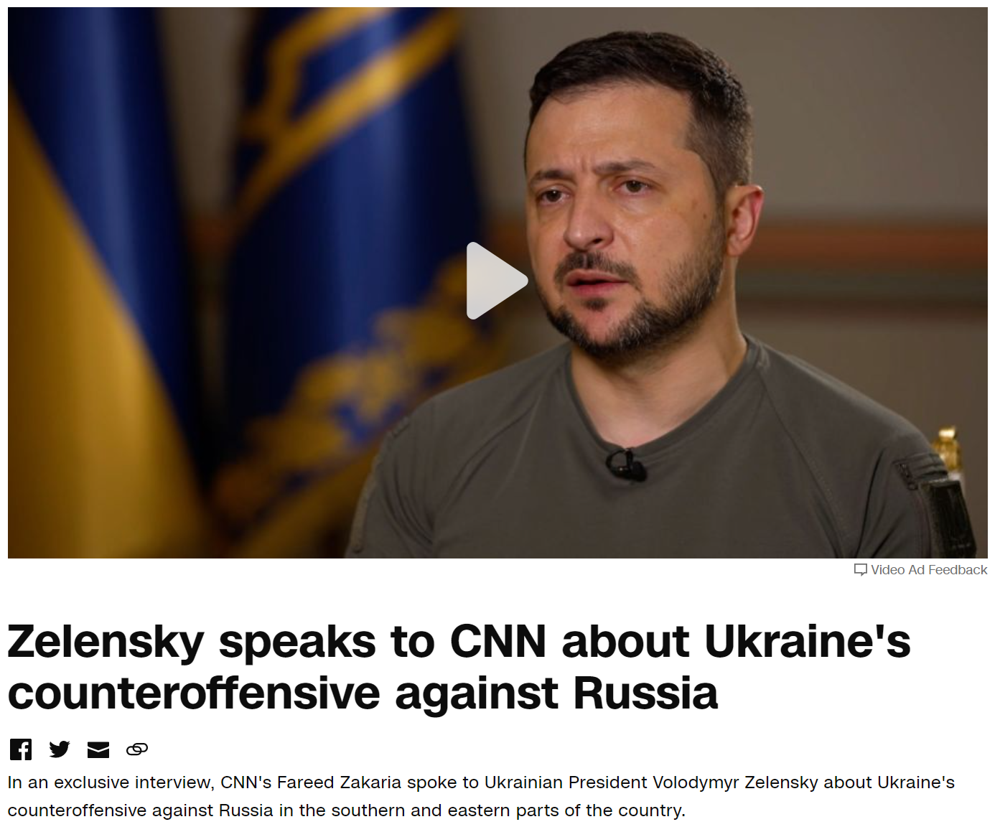 Video Ad Feedback
Zelensky speaks to CNN about Ukraine's
counteroffensive against Russia
In an exclusive interview, CNN's Fareed Zakaria spoke to Ukrainian President Volodymyr Zelensky about Ukraine's
counteroffensive against Russia in the southern and eastern parts of the country.